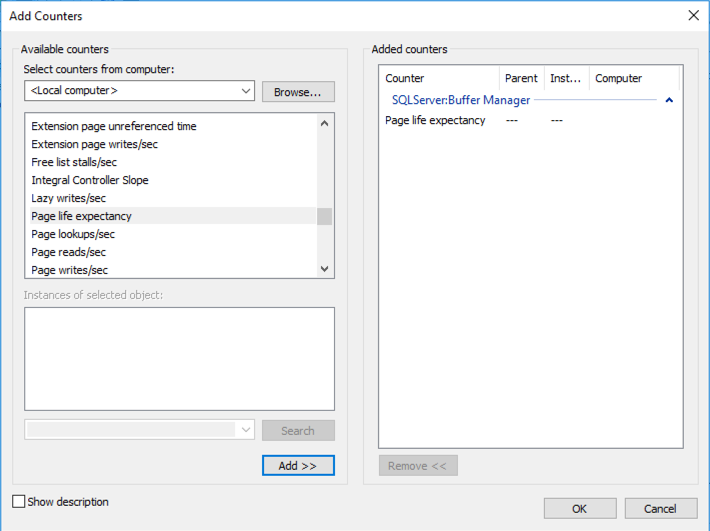 Add Counters
Available counters
Select counters from computer:
<Local computer>
Browse...
Extension page unreferenced time
Extension page writes/sec
Free list stalls/sec
Integral Controller Slope
Lazy writes/sec
Page life expectancy
Page lookups/sec
Page reads/sec
Page writes/sec
Instances of selected object:
Search
Add >>
Show description
Added counters
Counter Parent Inst... Computer
SQLServer:Buffer Manager
Page life expectancy --- ---
Remove <<
OK Cancel